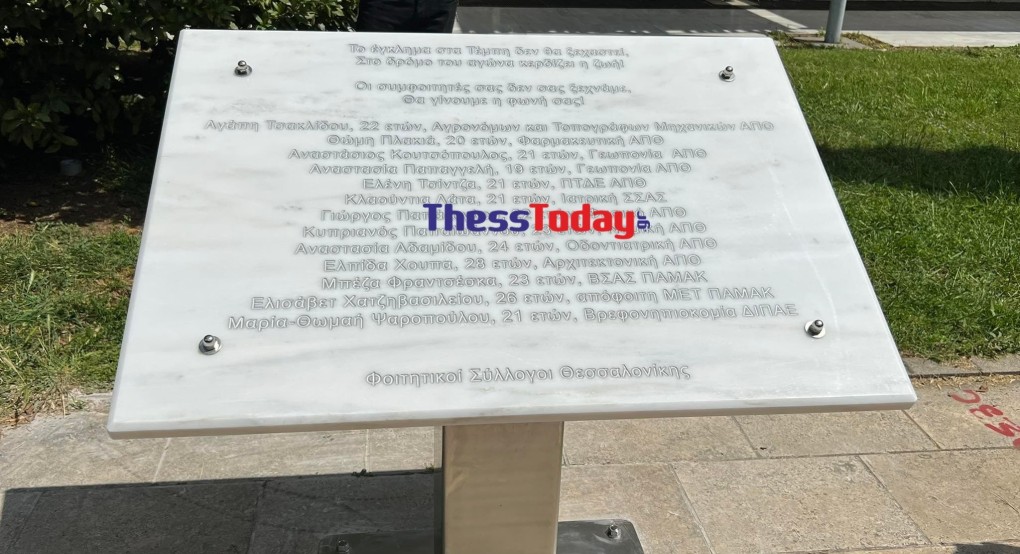 Το έγκλημα στα Τέμπη δεν θα ξεχαστεί.
Στο δρόμο του αγώνα κερδίζει η ζωή!
Οι συμφοιτητές σας δεν σας ξεχνάμε,
Θα γίνουμε η φωνή σας!
Αγάπη Τσακλίδου, 22 ετών, Αγρονόμων και Τοπογράφων Μηχανικών ΑΠΘ
Θώμη Πλακιά, 20 ετών, Φαρμακευτική ΑΠΘ
Αναστάσιος Κουτσόπουλος, 21 ετών, Γεωπονία ΑΠΘ
Αναστασία Παπαγγελή, 19 ετών, Γεωπονία ΑΠΘ
Ελένη Τσίντζα, 21 ετών, ΠΤΔΕ ΑΠΘ
Κλαούντια Λάτα, 21 ετών, Ιατρική ΣΣΑΣ
Γιώργος ΑΠΘ
ThessToday.gr
Κυπριανός ΑΠΘ
Αναστασία Αδαμίδου, 24 ετών, Οδοντιατρική ΑΠΘ
Ελπίδα Χουπα, 28 ετών, Αρχιτεκτονική ΑΠΘ
Μπέζα Φραντσέσκα, 23 ετών, ΒΣΑΣ ΠΑΜΑΚ
Ελισάβετ Χατζηβασιλείου, 26 ετών, απόφοιτη ΜΕΤ ΠΑΜΑΚ
Μαρία-Θωμαή Ψαροπούλου, 21 ετών, Βρεφονηπιοκομία ΔΙΠΑΕ
Φοιτητικοί Σύλλογοι Θεσσαλονίκης